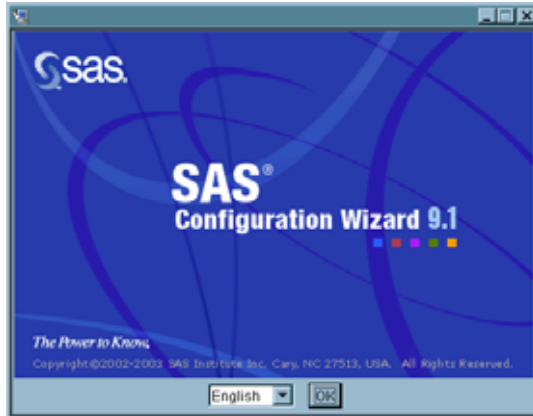 sas.
SAS®
Configuration Wizard 9.1
The Power to Know.
Copyright©2002-2003 SAS Institute Inc. Cary, NC 27513, USA. All Rights Reserved.
English OK